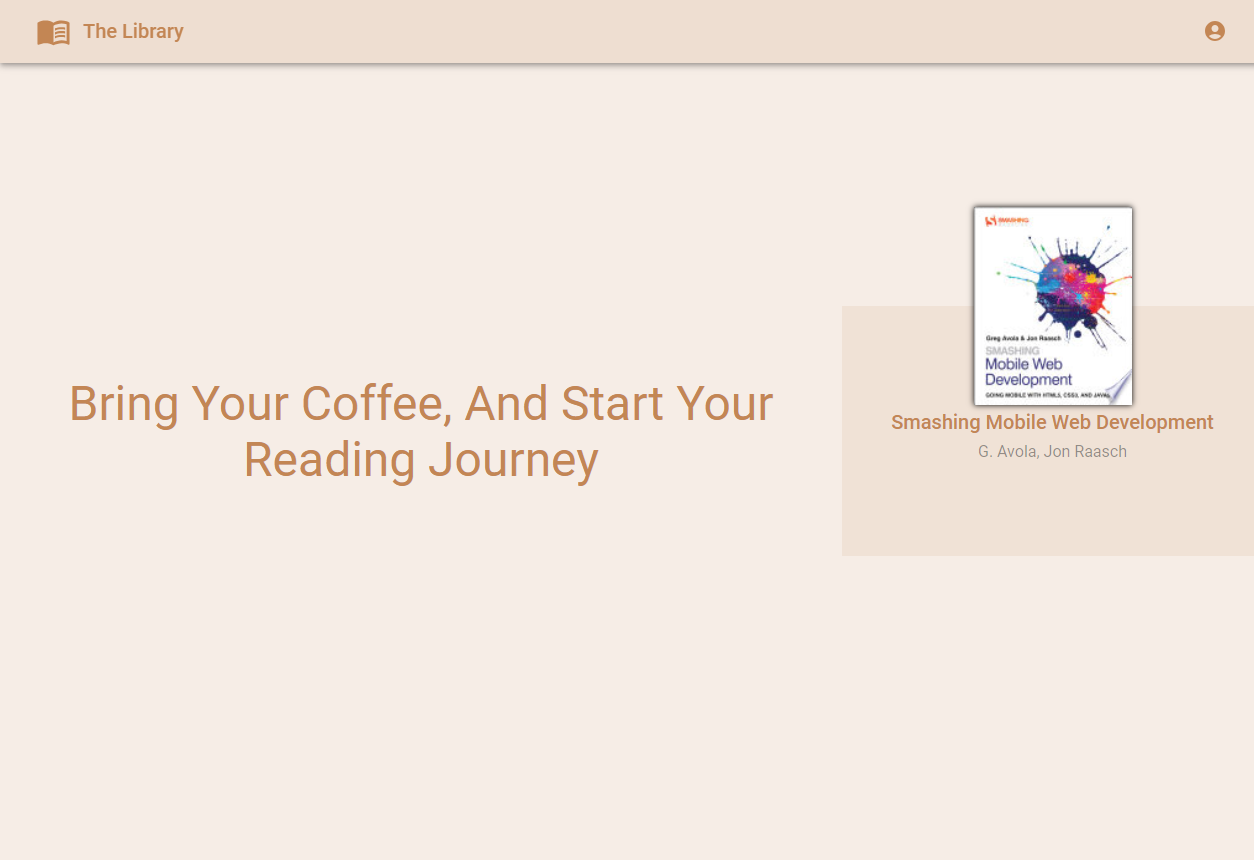 The Library
Bring Your Coffee, And Start Your
Reading Journey
SMASHING
Greg Avola & Jon Raasch
SMASHING
Mobile Web
Development
GOING MOBILE WITH HTML5, CSS3, AND JAVA
Smashing Mobile Web Development
G. Avola, Jon Raasch